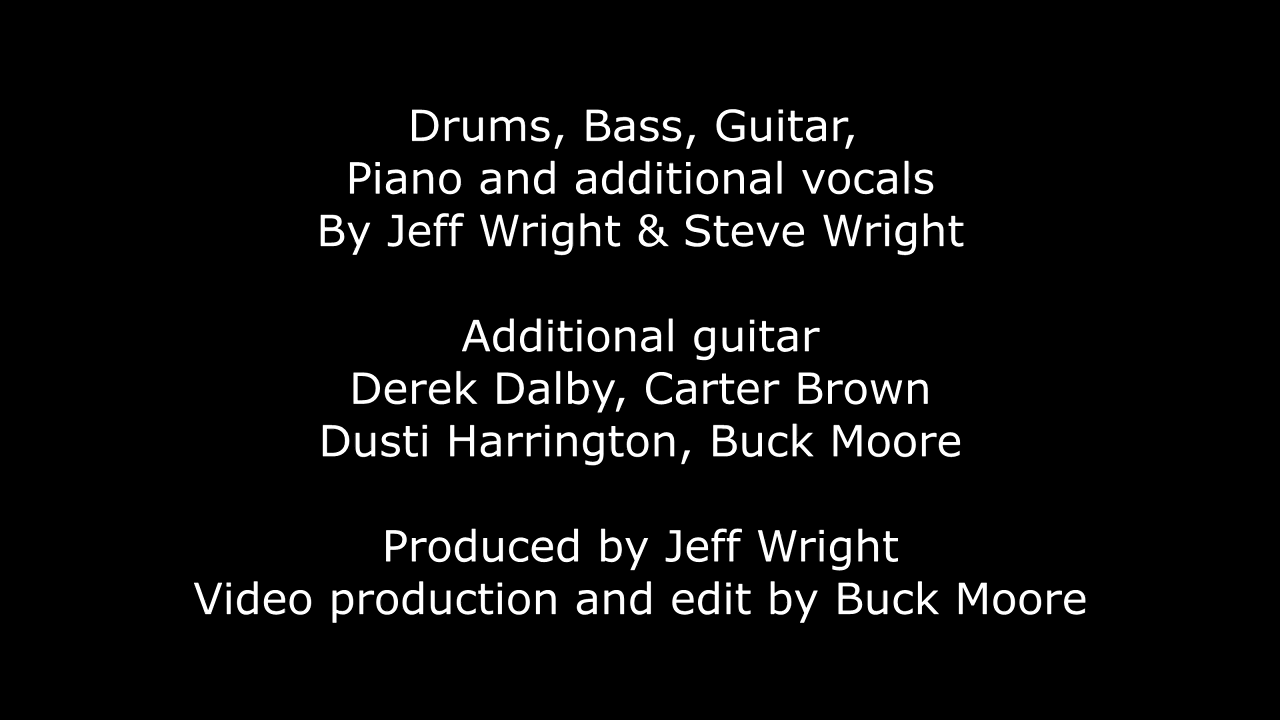 Drums, Bass, Guitar,
Piano and additional vocals
By Jeff Wright & Steve Wright
Additional guitar
Derek Dalby, Carter Brown
Dusti Harrington, Buck Moore
Produced by Jeff Wright
Video production and edit by Buck Moore